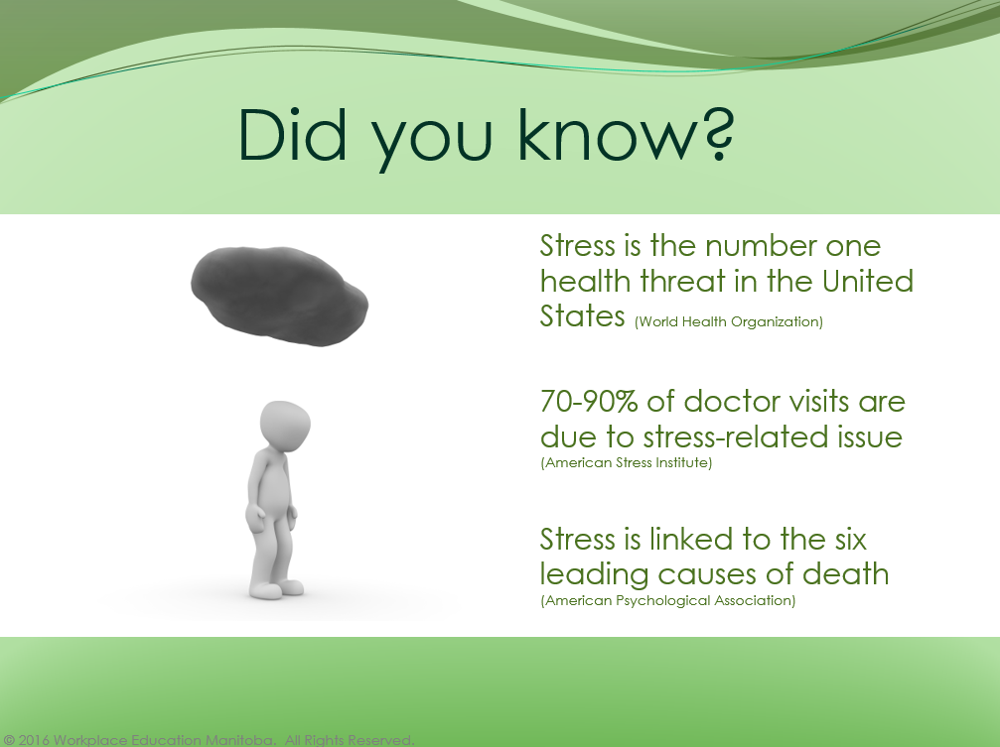 Did you know?
Stress is the number one
health threat in the United
States (World Health Organization)
70-90% of doctor visits are
due to stress-related issue
(American Stress Institute)
Stress is linked to the six
leading causes of death
(American Psychological Association)
© 2016 Workplace Education Manitoba. All Rights Reserved.